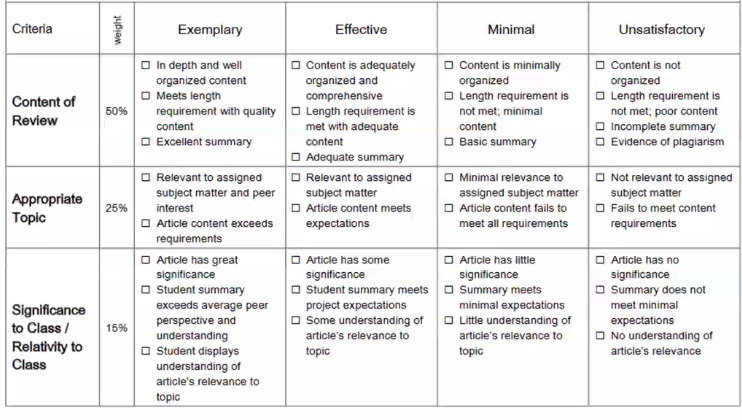 Criteria
weight
Exemplary
Effective
Minimal
Unsatisfactory
Content of
Review
50%
☐ In depth and well
organized content
☐ Meets length
requirement with quality
content
☐ Excellent summary
☐ Content is adequately
organized and
comprehensive
☐ Length requirement is
met with adequate
content
☐ Adequate summary
☐ Content is minimally
organized
☐ Length requirement is
not met; minimal
content
☐ Basic summary
☐ Content is not
organized
☐ Length requirement is
not met; poor content
☐ Incomplete summary
☐ Evidence of plagiarism
Appropriate
Topic
25%
☐ Relevant to assigned
subject matter and peer
interest
☐ Article content exceeds
requirements
☐ Relevant to assigned
subject matter
☐ Article content meets
expectations
☐ Minimal relevance to
assigned subject matter
☐ Article content fails to
meet all requirements
☐ Not relevant to assigned
subject matter
☐ Fails to meet content
requirements
Significance
to Class /
Relativity to
Class
15%
☐ Article has great
significance
☐ Student summary
exceeds average peer
perspective and
understanding
☐ Student displays
understanding of
article's relevance to
topic
☐ Article has some
significance
☐ Student summary meets
project expectations
☐ Some understanding of
article's relevance to
topic
☐ Article has little
significance
☐ Summary meets
minimal expectations
☐ Little understanding of
article's relevance to
topic
☐ Article has no
significance
☐ Summary does not
meet minimal
expectations
☐ No understanding of
article's relevance